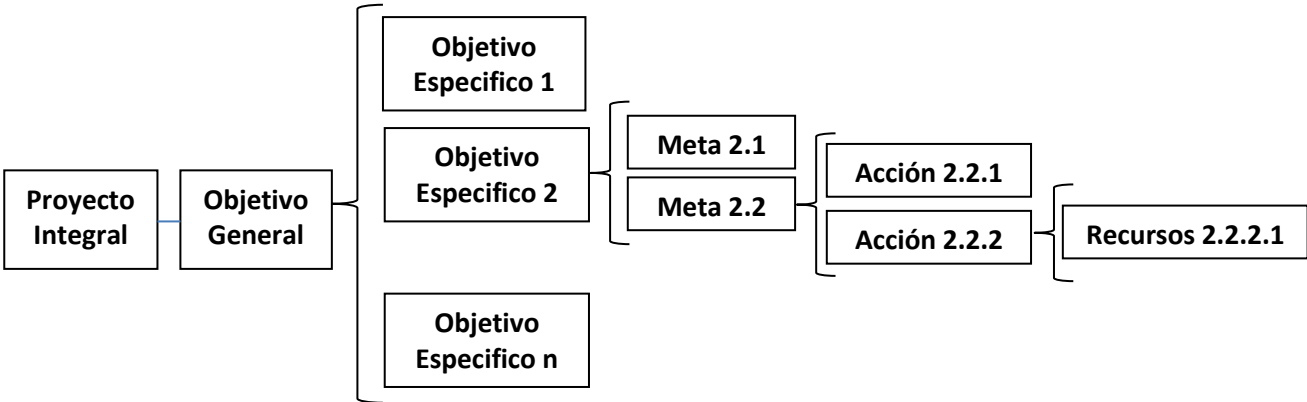 Proyecto
Integral
Objetivo
General
Objetivo
Especifico 1
Objetivo
Especifico 2
Objetivo
Especifico n
Meta 2.1
Meta 2.2
Acción 2.2.1
Acción 2.2.2
Recursos 2.2.2.1